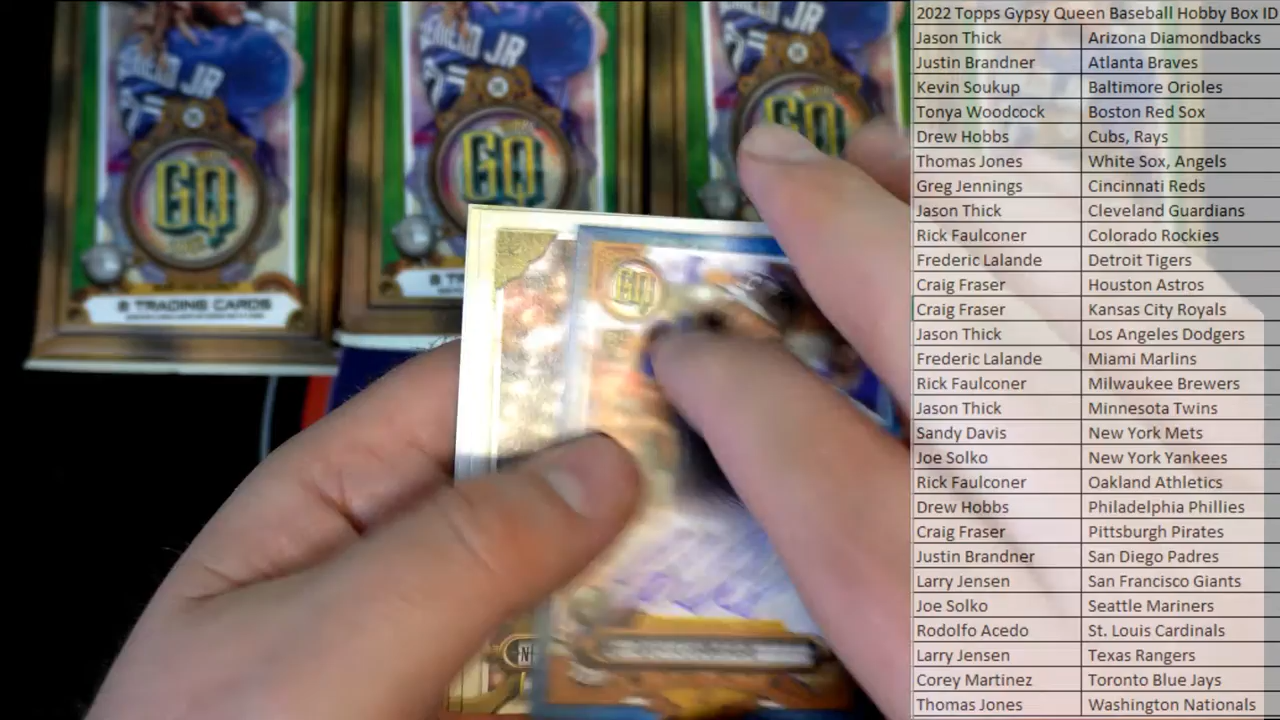 2022 Topps Gypsy Queen Baseball Hobby Box ID
Jason Thick Arizona Diamondbacks
Justin Brandner Atlanta Braves
Kevin Soukup Baltimore Orioles
Tonya Woodcock Boston Red Sox
Drew Hobbs Cubs, Rays
Thomas Jones White Sox, Angels
Greg Jennings Cincinnati Reds
Jason Thick Cleveland Guardians
Rick Faulconer Colorado Rockies
Frederic Lalande Detroit Tigers
Craig Fraser Houston Astros
Craig Fraser Kansas City Royals
Jason Thick Los Angeles Dodgers
Frederic Lalande Miami Marlins
Rick Faulconer Milwaukee Brewers
Jason Thick Minnesota Twins
Sandy Davis New York Mets
Joe Solko New York Yankees
Rick Faulconer Oakland Athletics
Drew Hobbs Philadelphia Phillies
Craig Fraser Pittsburgh Pirates
Justin Brandner San Diego Padres
Larry Jensen San Francisco Giants
Joe Solko Seattle Mariners
Rodolfo Acedo St. Louis Cardinals
Larry Jensen Texas Rangers
Corey Martinez Toronto Blue Jays
Thomas Jones Washington Nationals
JR
JR
JR
GQ
GQ
GQ
8 TRADING CARDS
8 T
GQ
N